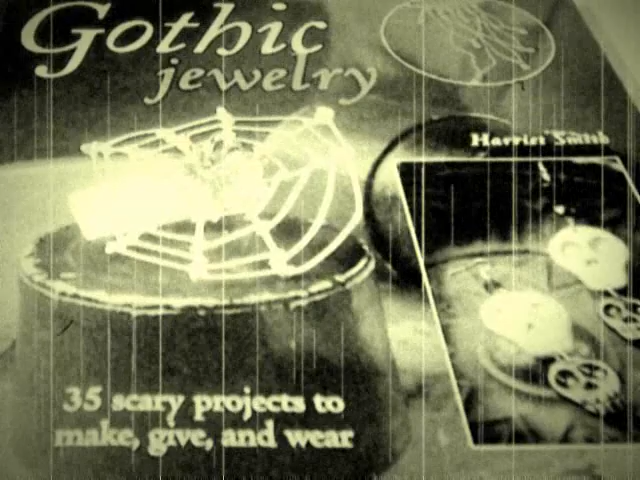 Gothic
jewelry
Harriet Smith
35 scary projects to
make, give, and wear